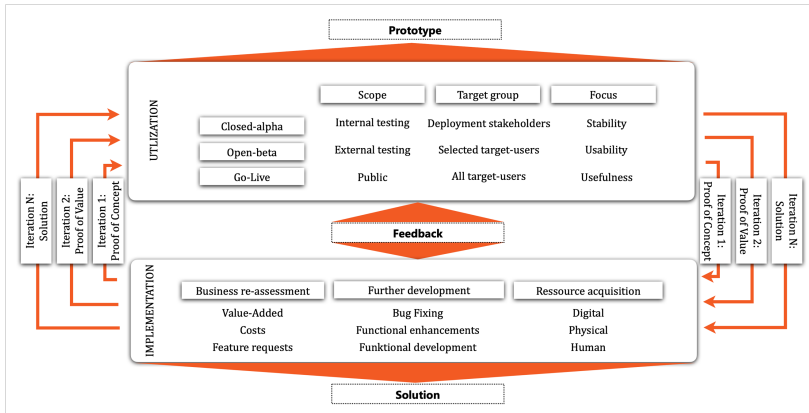 Prototype
UTLIZATION
Scope
Target group
Focus
Closed-alpha
Internal testing
Deployment stakeholders
Stability
Open-beta
External testing
Selected target-users
Usability
Go-Live
Public
All target-users
Usefulness
Iteration N:
Solution
Iteration 2:
Proof of Value
Iteration 1:
Proof of Concept
Iteration 1:
Proof of Concept
Iteration 2:
Proof of Value
Iteration N:
Solution
Feedback
IMPLEMENTATION
Business re-assessment
Further development
Ressource acquisition
Value-Added
Bug Fixing
Digital
Costs
Functional enhancements
Physical
Feature requests
Funktional development
Human
Solution